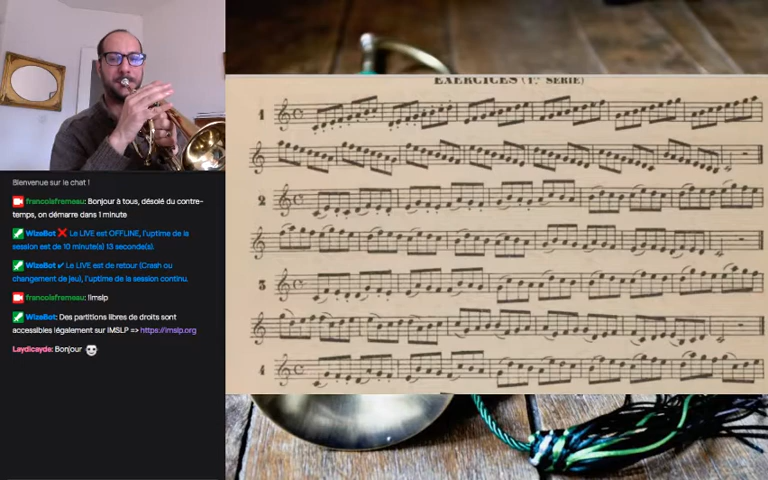 EXERCICES (1re SÉRIE)
1
2
3
4
Bienvenue sur le chat !
francoisfremeau: Bonjour à tous, désolé du contre-
temps, on démarre dans 1 minute
WizeBot ❌ Le LIVE est OFFLINE, l'uptime de la
session est de 10 minute(s) 13 seconde(s).
WizeBot ✔ Le LIVE est de retour (Crash ou
changement de jeu), l'uptime de la session continu.
francoisfremeau: !imslp
WizeBot: Des partitions libres de droits sont
accessibles légalement sur IMSLP => https://imslp.org
Laydicayde: Bonjour